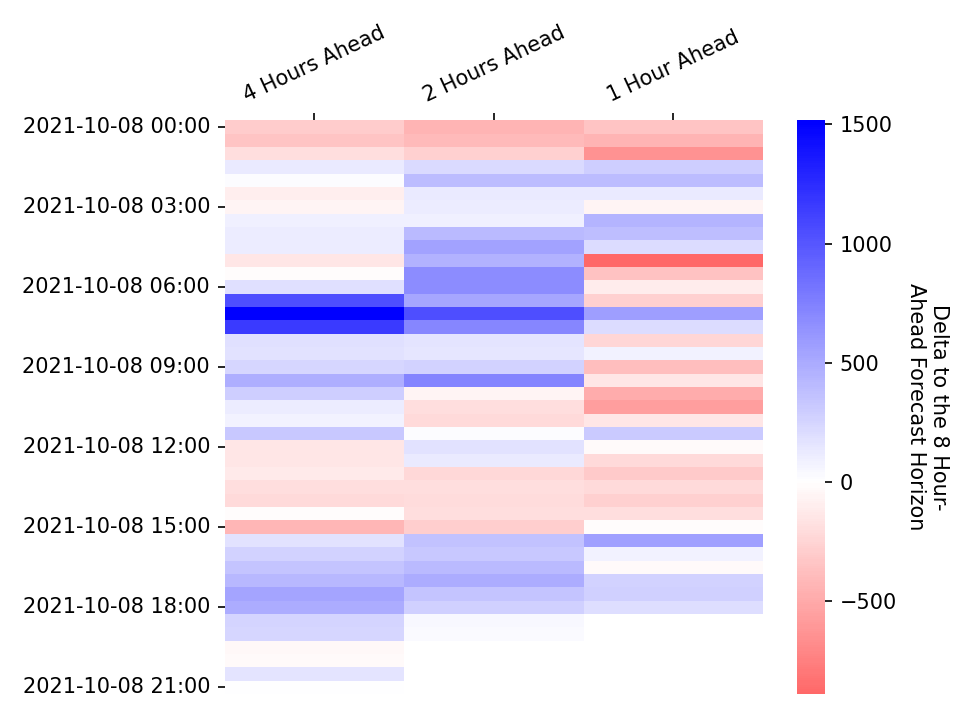 4 Hours Ahead
2 Hours Ahead
1 Hour Ahead
2021-10-08 00:00
2021-10-08 03:00
2021-10-08 06:00
2021-10-08 09:00
2021-10-08 12:00
2021-10-08 15:00
2021-10-08 18:00
2021-10-08 21:00
1500
1000
500
0
−500
Delta to the 8 Hour-
Ahead Forecast Horizon